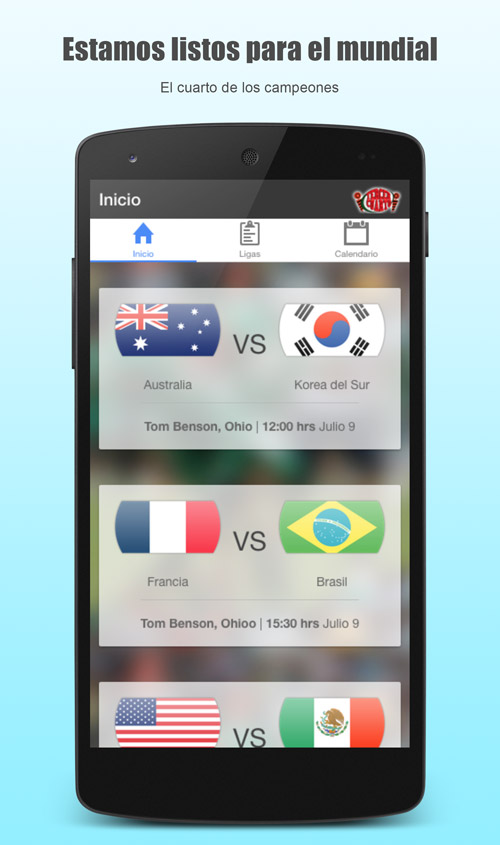 Estamos listos para el mundial
El cuarto de los campeones
Inicio
Inicio Ligas Calendario
VS
Australia Korea del Sur
Tom Benson, Ohio | 12:00 hrs Julio 9
VS
Francia Brasil
Tom Benson, Ohioo | 15:30 hrs Julio 9
VS